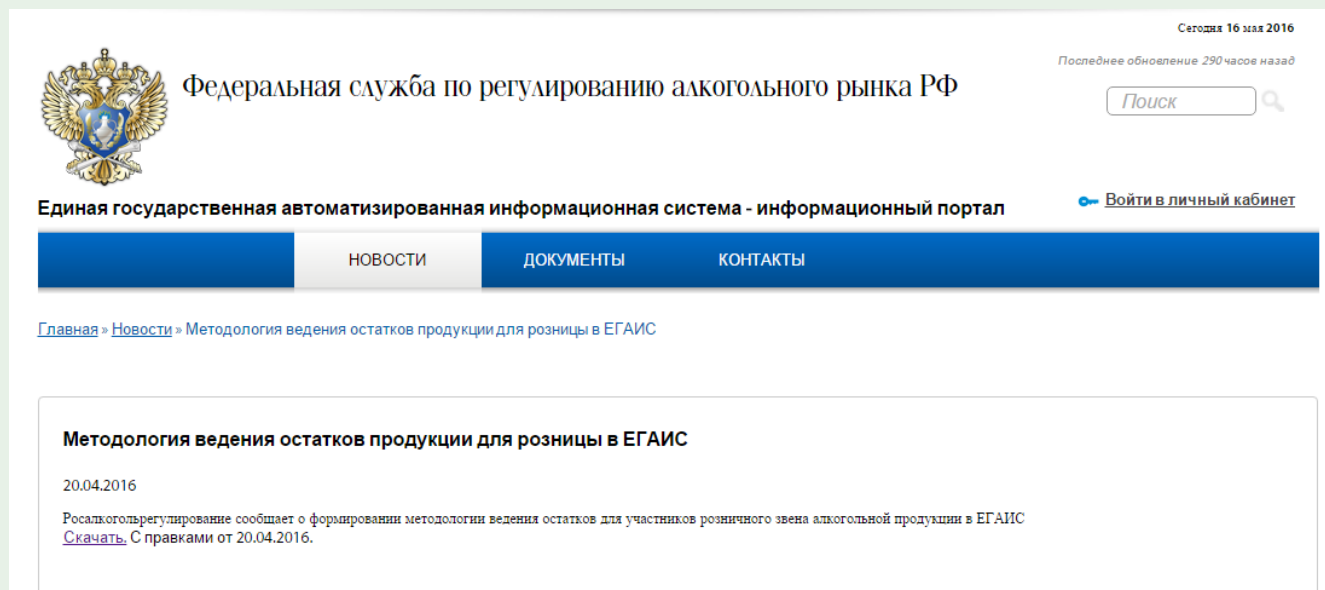 Сегодня 16 мая 2016
Последнее обновление 290 часов назад
Федеральная служба по регулированию алкогольного рынка РФ
Поиск
Войти в личный кабинет
Единая государственная автоматизированная информационная система - информационный портал
НОВОСТИ ДОКУМЕНТЫ КОНТАКТЫ
Главная » Новости » Методология ведения остатков продукции для розницы в ЕГАИС
Методология ведения остатков продукции для розницы в ЕГАИС
20.04.2016
Росалкогольрегулирование сообщает о формировании методологии ведения остатков для участников розничного звена алкогольной продукции в ЕГАИС
Скачать. С правками от 20.04.2016.